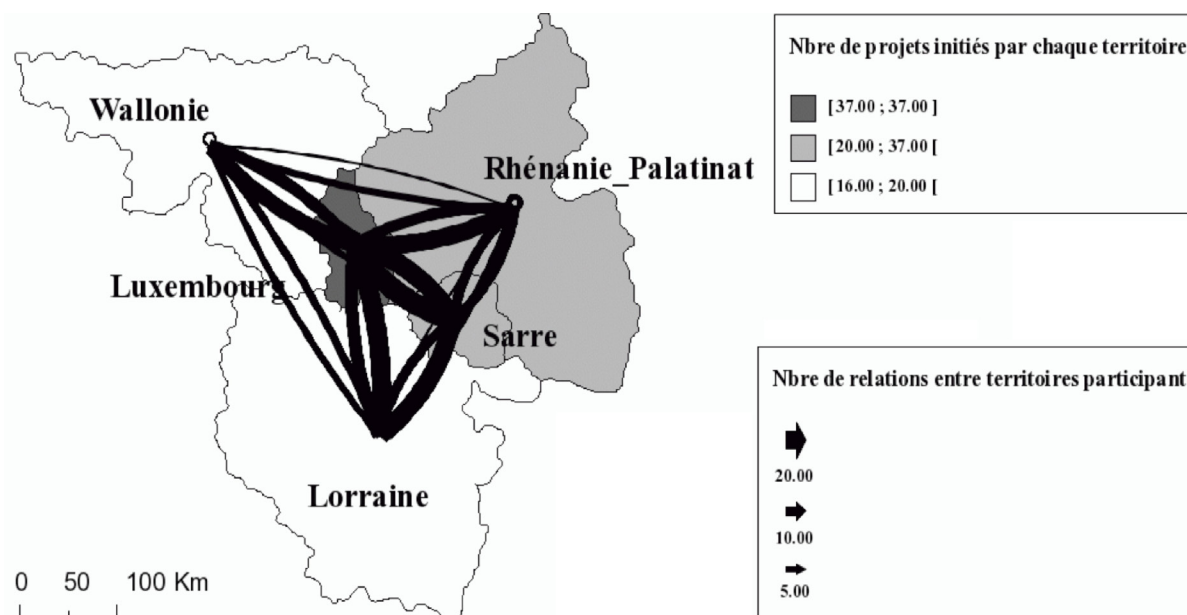 Wallonie
Rhénanie_Palatinat
Luxembourg
Sarre
Lorraine
0 50 100 Km
Nbre de projets initiés par chaque territoire
[37.00 ; 37.00 ]
[20.00 ; 37.00 [
[16.00 ; 20.00 [
Nbre de relations entre territoires participant
20.00
10.00
5.00